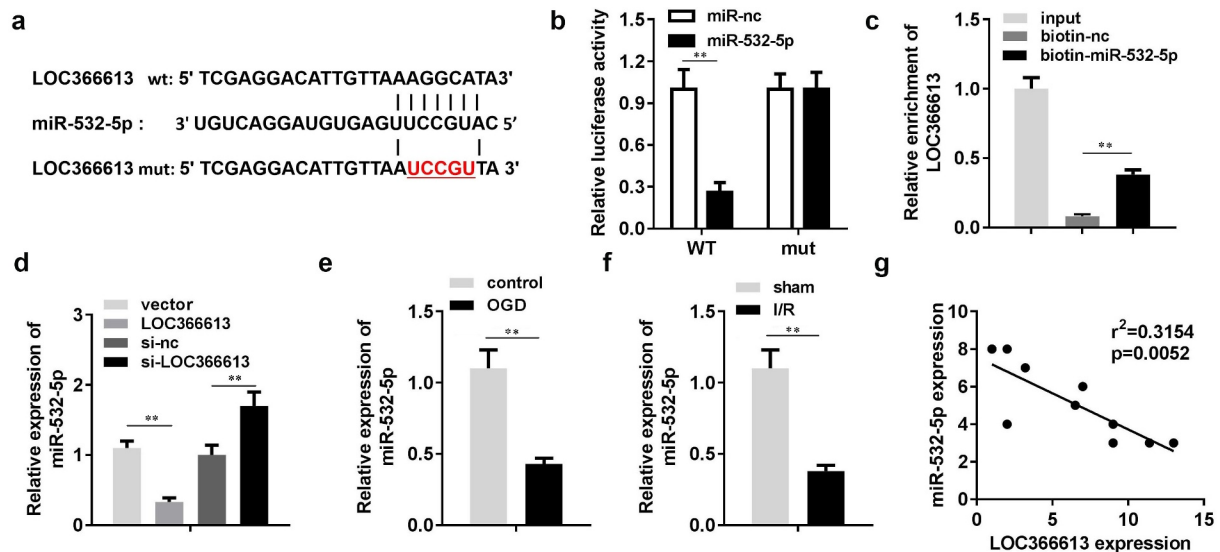 a
LOC366613 wt: 5' TCGAGGACATTGTTAAAGGCATA3'
miR-532-5p : 3' UGUCAGGAUGUGAGUUCCGUAC 5′
LOC366613 mut: 5' TCGAGGACATTGTTAAUCCGUTA 3'
b
miR-nc
miR-532-5p
Relative luciferase activity
1.5
1.2
0.9
0.6
0.3
0.0
**
WT mut
c
input
biotin-nc
biotin-miR-532-5p
Relative enrichment of
LOC366613
1.5
1.0
0.5
0.0
**
d
vector
LOC366613
si-nc
si-LOC366613
Relative expression of
miR-532-5p
3
2
1
0
**
**
e
control
OGD
Relative expression of
miR-532-5p
1.5
1.0
0.5
0.0
**
f
sham
I/R
Relative expression of
miR-532-5p
1.5
1.0
0.5
0.0
**
g
miR-532-5p expression
10
8
6
4
2
0
r²=0.3154
p=0.0052
0 5 10 15
LOC366613 expression